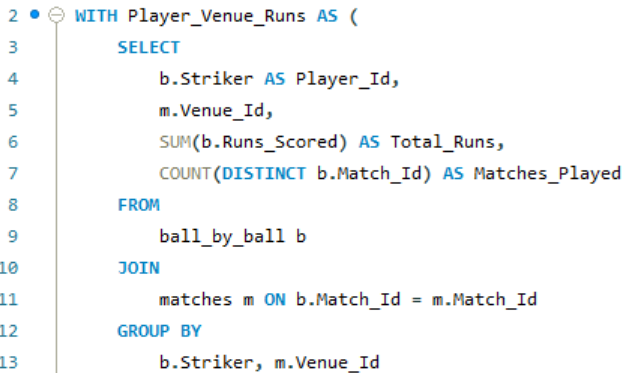 2 WITH Player_Venue_Runs AS (
3 SELECT
4 b.Striker AS Player_Id,
5 m.Venue_Id,
6 SUM(b.Runs_Scored) AS Total_Runs,
7 COUNT(DISTINCT b.Match_Id) AS Matches_Played
8 FROM
9 ball_by_ball b
10 JOIN
11 matches m ON b.Match_Id = m.Match_Id
12 GROUP BY
13 b.Striker, m.Venue_Id